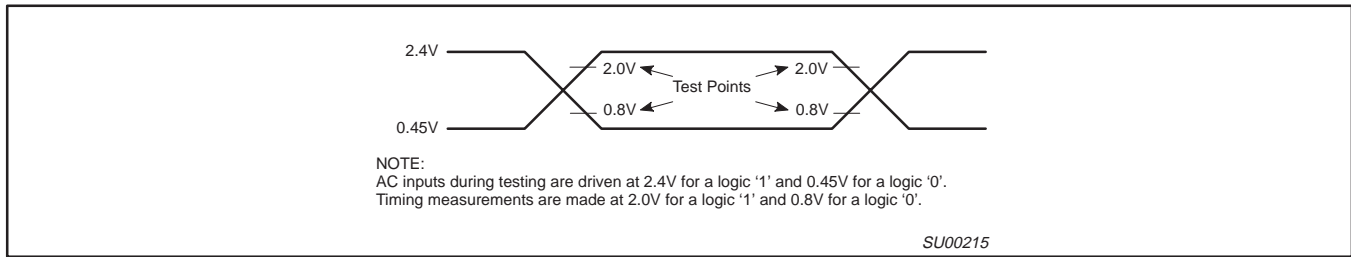 2.4V
2.0V 2.0V
Test Points
0.8V 0.8V
0.45V
NOTE:
AC inputs during testing are driven at 2.4V for a logic ‘1’ and 0.45V for a logic ‘0’.
Timing measurements are made at 2.0V for a logic ‘1’ and 0.8V for a logic ‘0’.
SU00215